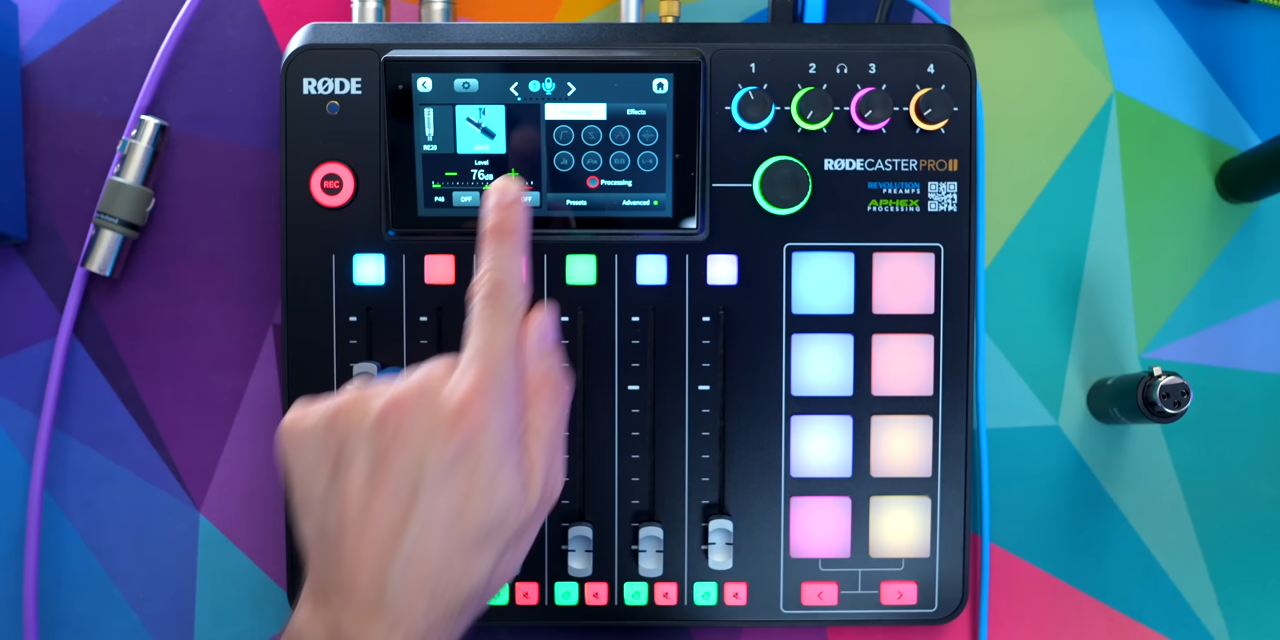 RØDE
REC
RE20
Level
76dB
P48
OFF
OFF
Effects
Processing
Presets
Advanced
1 2 3 4
RØDECASTER PRO II
REVOLUTION
PREAMPS
APHEX
PROCESSING